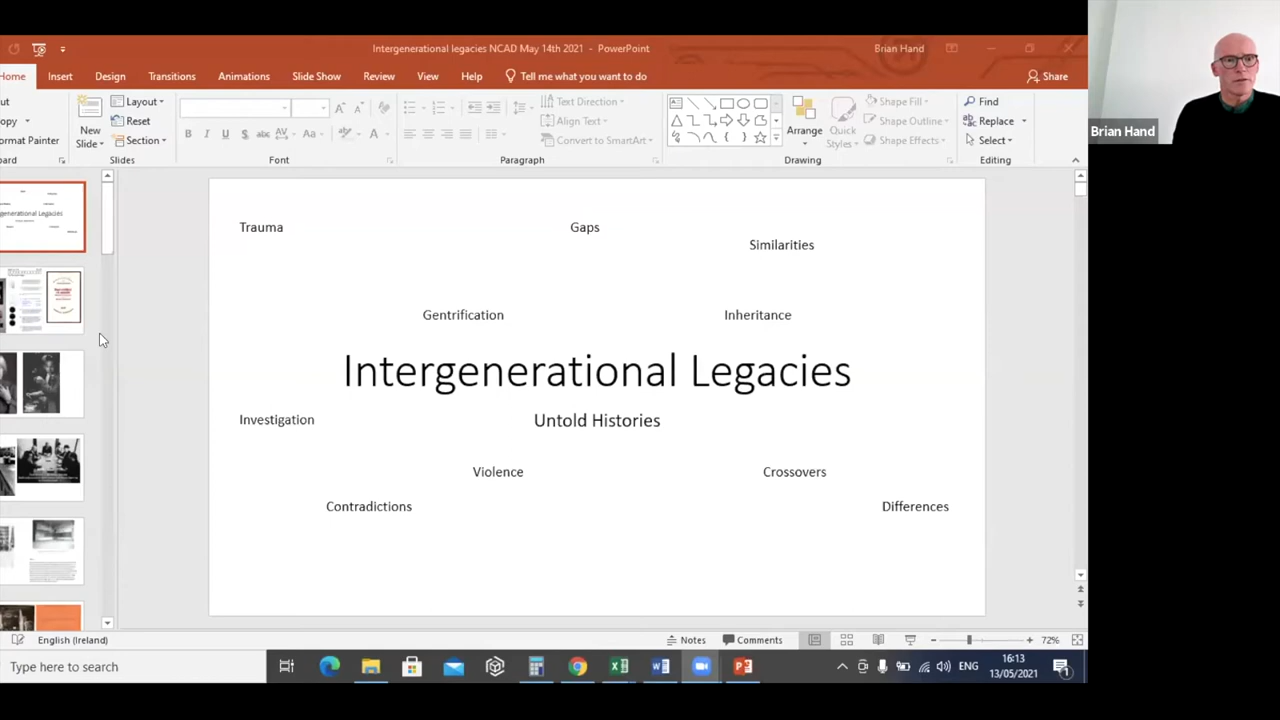 Intergenerational legacies NCAD May 14th 2021 - PowerPoint
Brian Hand
Home Insert Design Transitions Animations Slide Show Review View Help Tell me what you want to do Share
Layout
Text Direction
Shape Fill
Find
New
Slide
Reset
Align Text
Arrange
Quick
Styles
Shape Outline
Replace
Section
B I U S abc AV Aa A
Convert to SmartArt
Shape Effects
Select
Slides Font Paragraph Drawing Editing
Brian Hand
Trauma
Gaps
Similarities
Gentrification
Inheritance
Intergenerational Legacies
Investigation
Untold Histories
Violence
Crossovers
Contradictions
Differences
English (Ireland)
Notes Comments 72%
Type here to search
ENG
16:13
13/05/2021